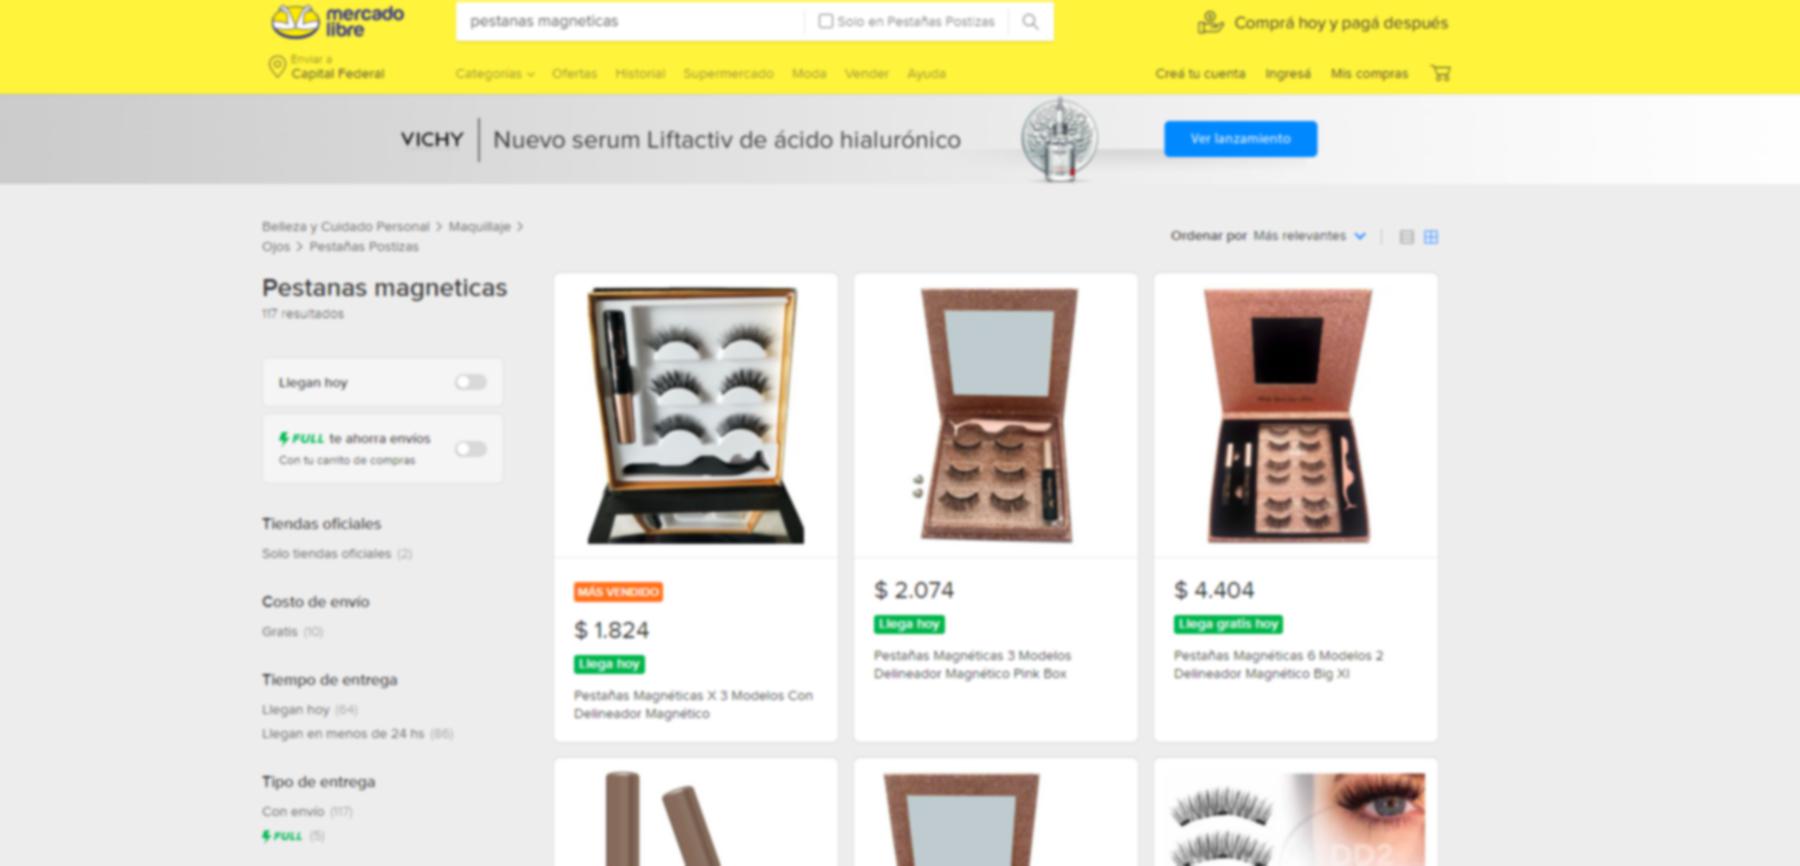 mercado
libre
pestanas magneticas
Solo en Pestañas Postizas
Comprá hoy y pagá después
Enviar a
Capital Federal
Categorías
Ofertas
Historial
Supermercado
Moda
Vender
Ayuda
Creá tu cuenta
Ingresá
Mis compras
VICHY
Nuevo serum Liftactiv de ácido hialurónico
Ver lanzamiento
Belleza y Cuidado Personal > Maquillaje >
Ojos > Pestañas Postizas
Ordenar por Más relevantes
Pestanas magneticas
117 resultados
Llegan hoy
FULL te ahorra envíos
Con tu carrito de compras
Tiendas oficiales
Solo tiendas oficiales (2)
Costo de envío
Gratis (10)
Tiempo de entrega
Llegan hoy (64)
Llegan en menos de 24 hs (86)
Tipo de entrega
Con envío (117)
FULL (5)
MÁS VENDIDO
$ 1.824
Llega hoy
Pestañas Magnéticas X 3 Modelos Con
Delineador Magnético
$ 2.074
Llega hoy
Pestañas Magnéticas 3 Modelos
Delineador Magnético Pink Box
$ 4.404
Llega gratis hoy
Pestañas Magnéticas 6 Modelos 2
Delineador Magnético Big Xl
DD2